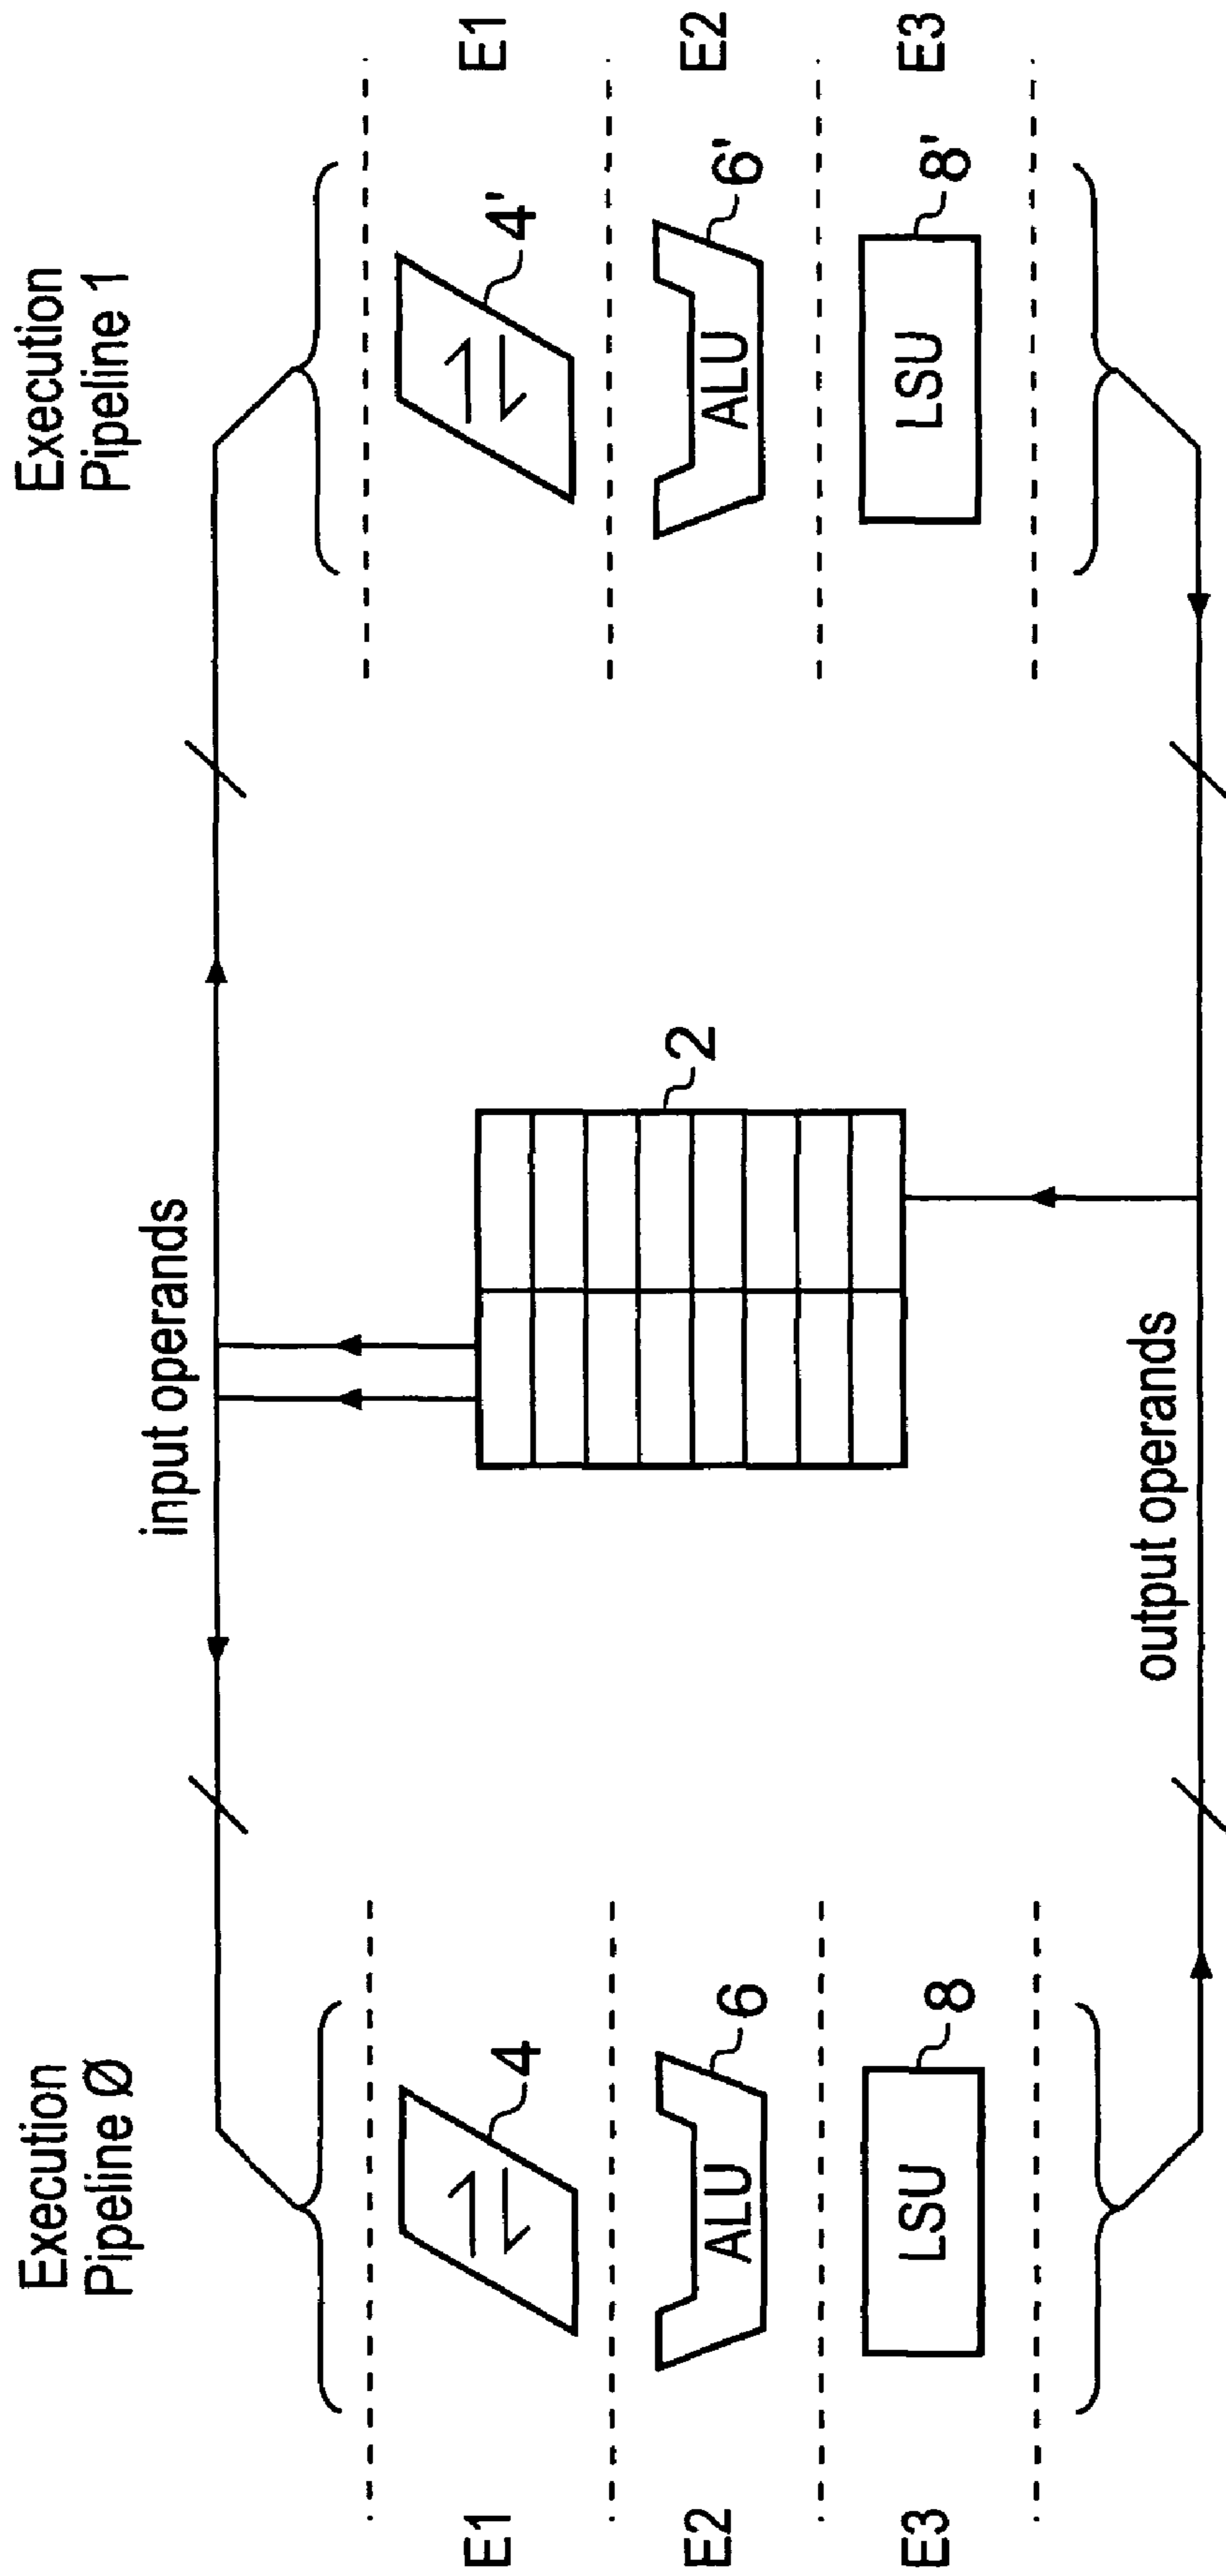 Execution
Pipeline Ø
Execution
Pipeline 1
input operands
E1
4
4'
E1
2
E2
ALU
6
ALU
6'
E2
E3
LSU
8
LSU
8'
E3
output operands